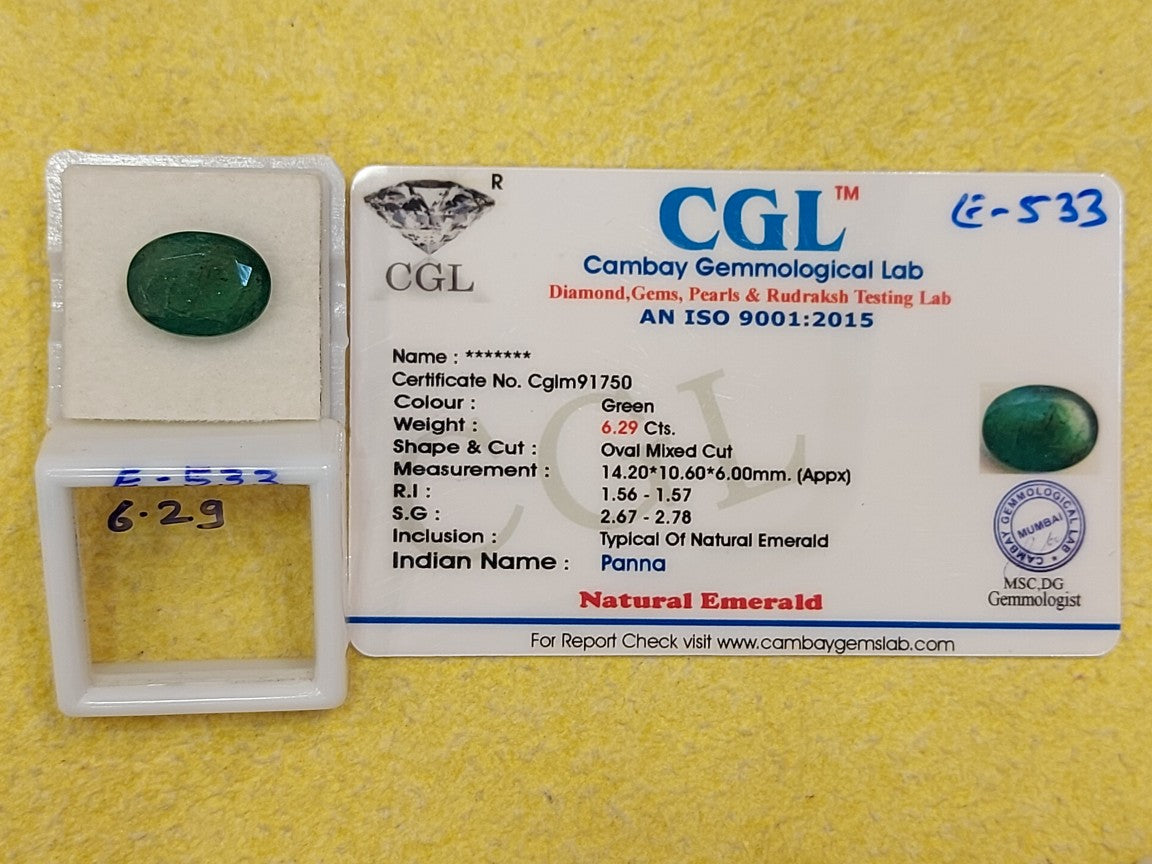 R
CGL
CGL™
Cambay Gemmological Lab
Diamond,Gems, Pearls & Rudraksh Testing Lab
AN ISO 9001:2015
E-533
Name : *******
Certificate No. Cglm91750
Colour : Green
Weight : 6.29 Cts.
Shape & Cut : Oval Mixed Cut
Measurement : 14.20*10.60*6.00mm. (Appx)
R.I : 1.56 - 1.57
S.G : 2.67 - 2.78
Inclusion : Typical Of Natural Emerald
Indian Name : Panna
Natural Emerald
For Report Check visit www.cambaygemslab.com
CGL
CAMBAY GEMMOLOGICAL LAB
MUMBAI
MSC,DG
Gemmologist
E-533
6.29